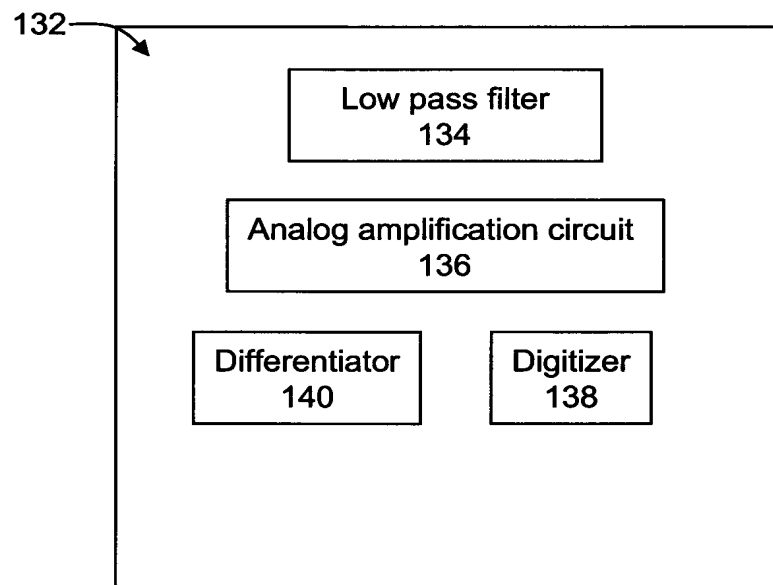 132
Low pass filter
134
Analog amplification circuit
136
Differentiator
140
Digitizer
138